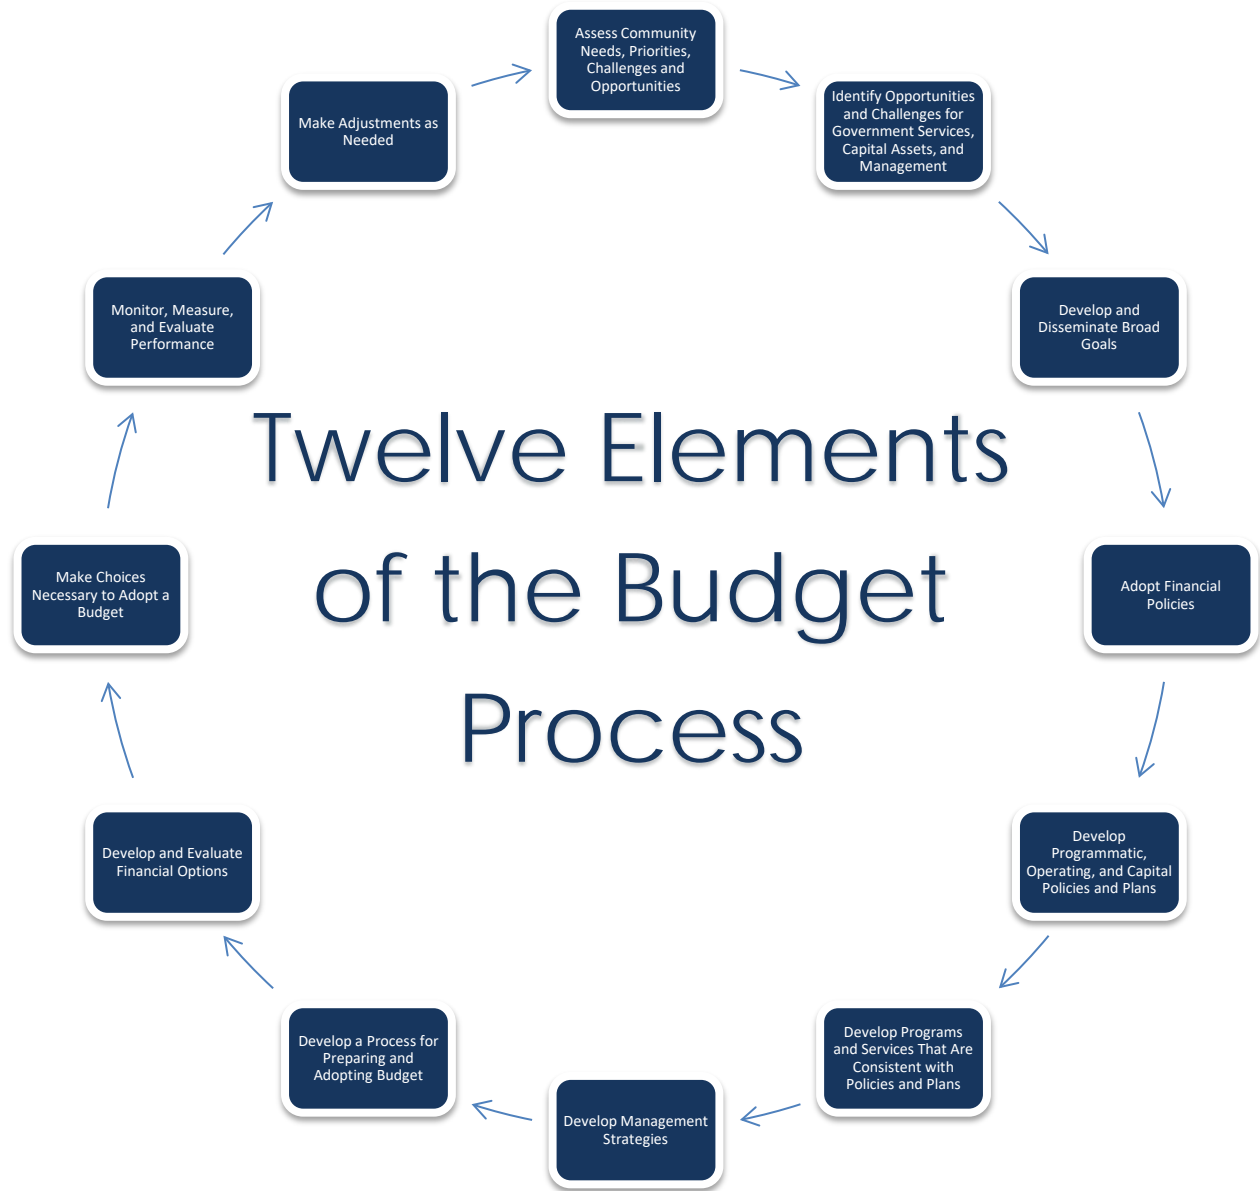 Assess Community
Needs, Priorities,
Challenges and
Opportunities
Identify Opportunities
and Challenges for
Government Services,
Capital Assets, and
Management
Develop and
Disseminate Broad
Goals
Adopt Financial
Policies
Develop
Programmatic,
Operating, and Capital
Policies and Plans
Develop Programs
and Services That Are
Consistent with
Policies and Plans
Develop Management
Strategies
Develop a Process for
Preparing and
Adopting Budget
Develop and Evaluate
Financial Options
Make Choices
Necessary to Adopt a
Budget
Monitor, Measure,
and Evaluate
Performance
Make Adjustments as
Needed
Twelve Elements
of the Budget
Process